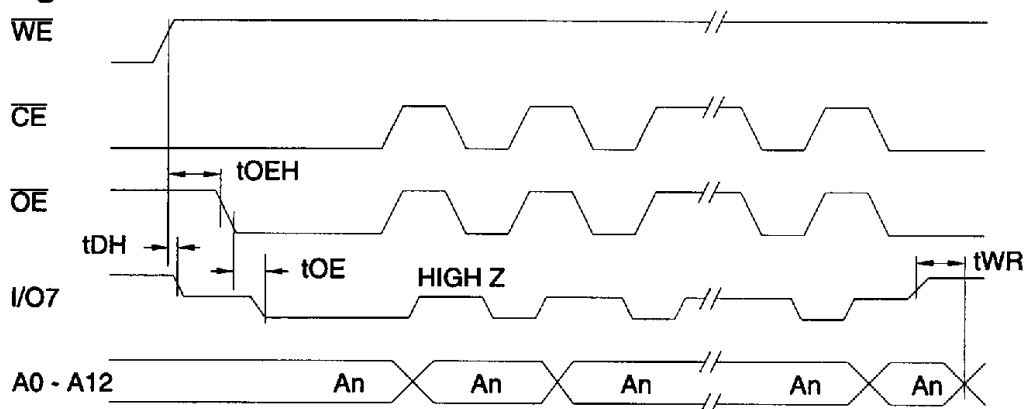 WE
CE
tOEH
OE
tDH
tOE
HIGH Z
tWR
I/O7
A0 - A12 An An An An An